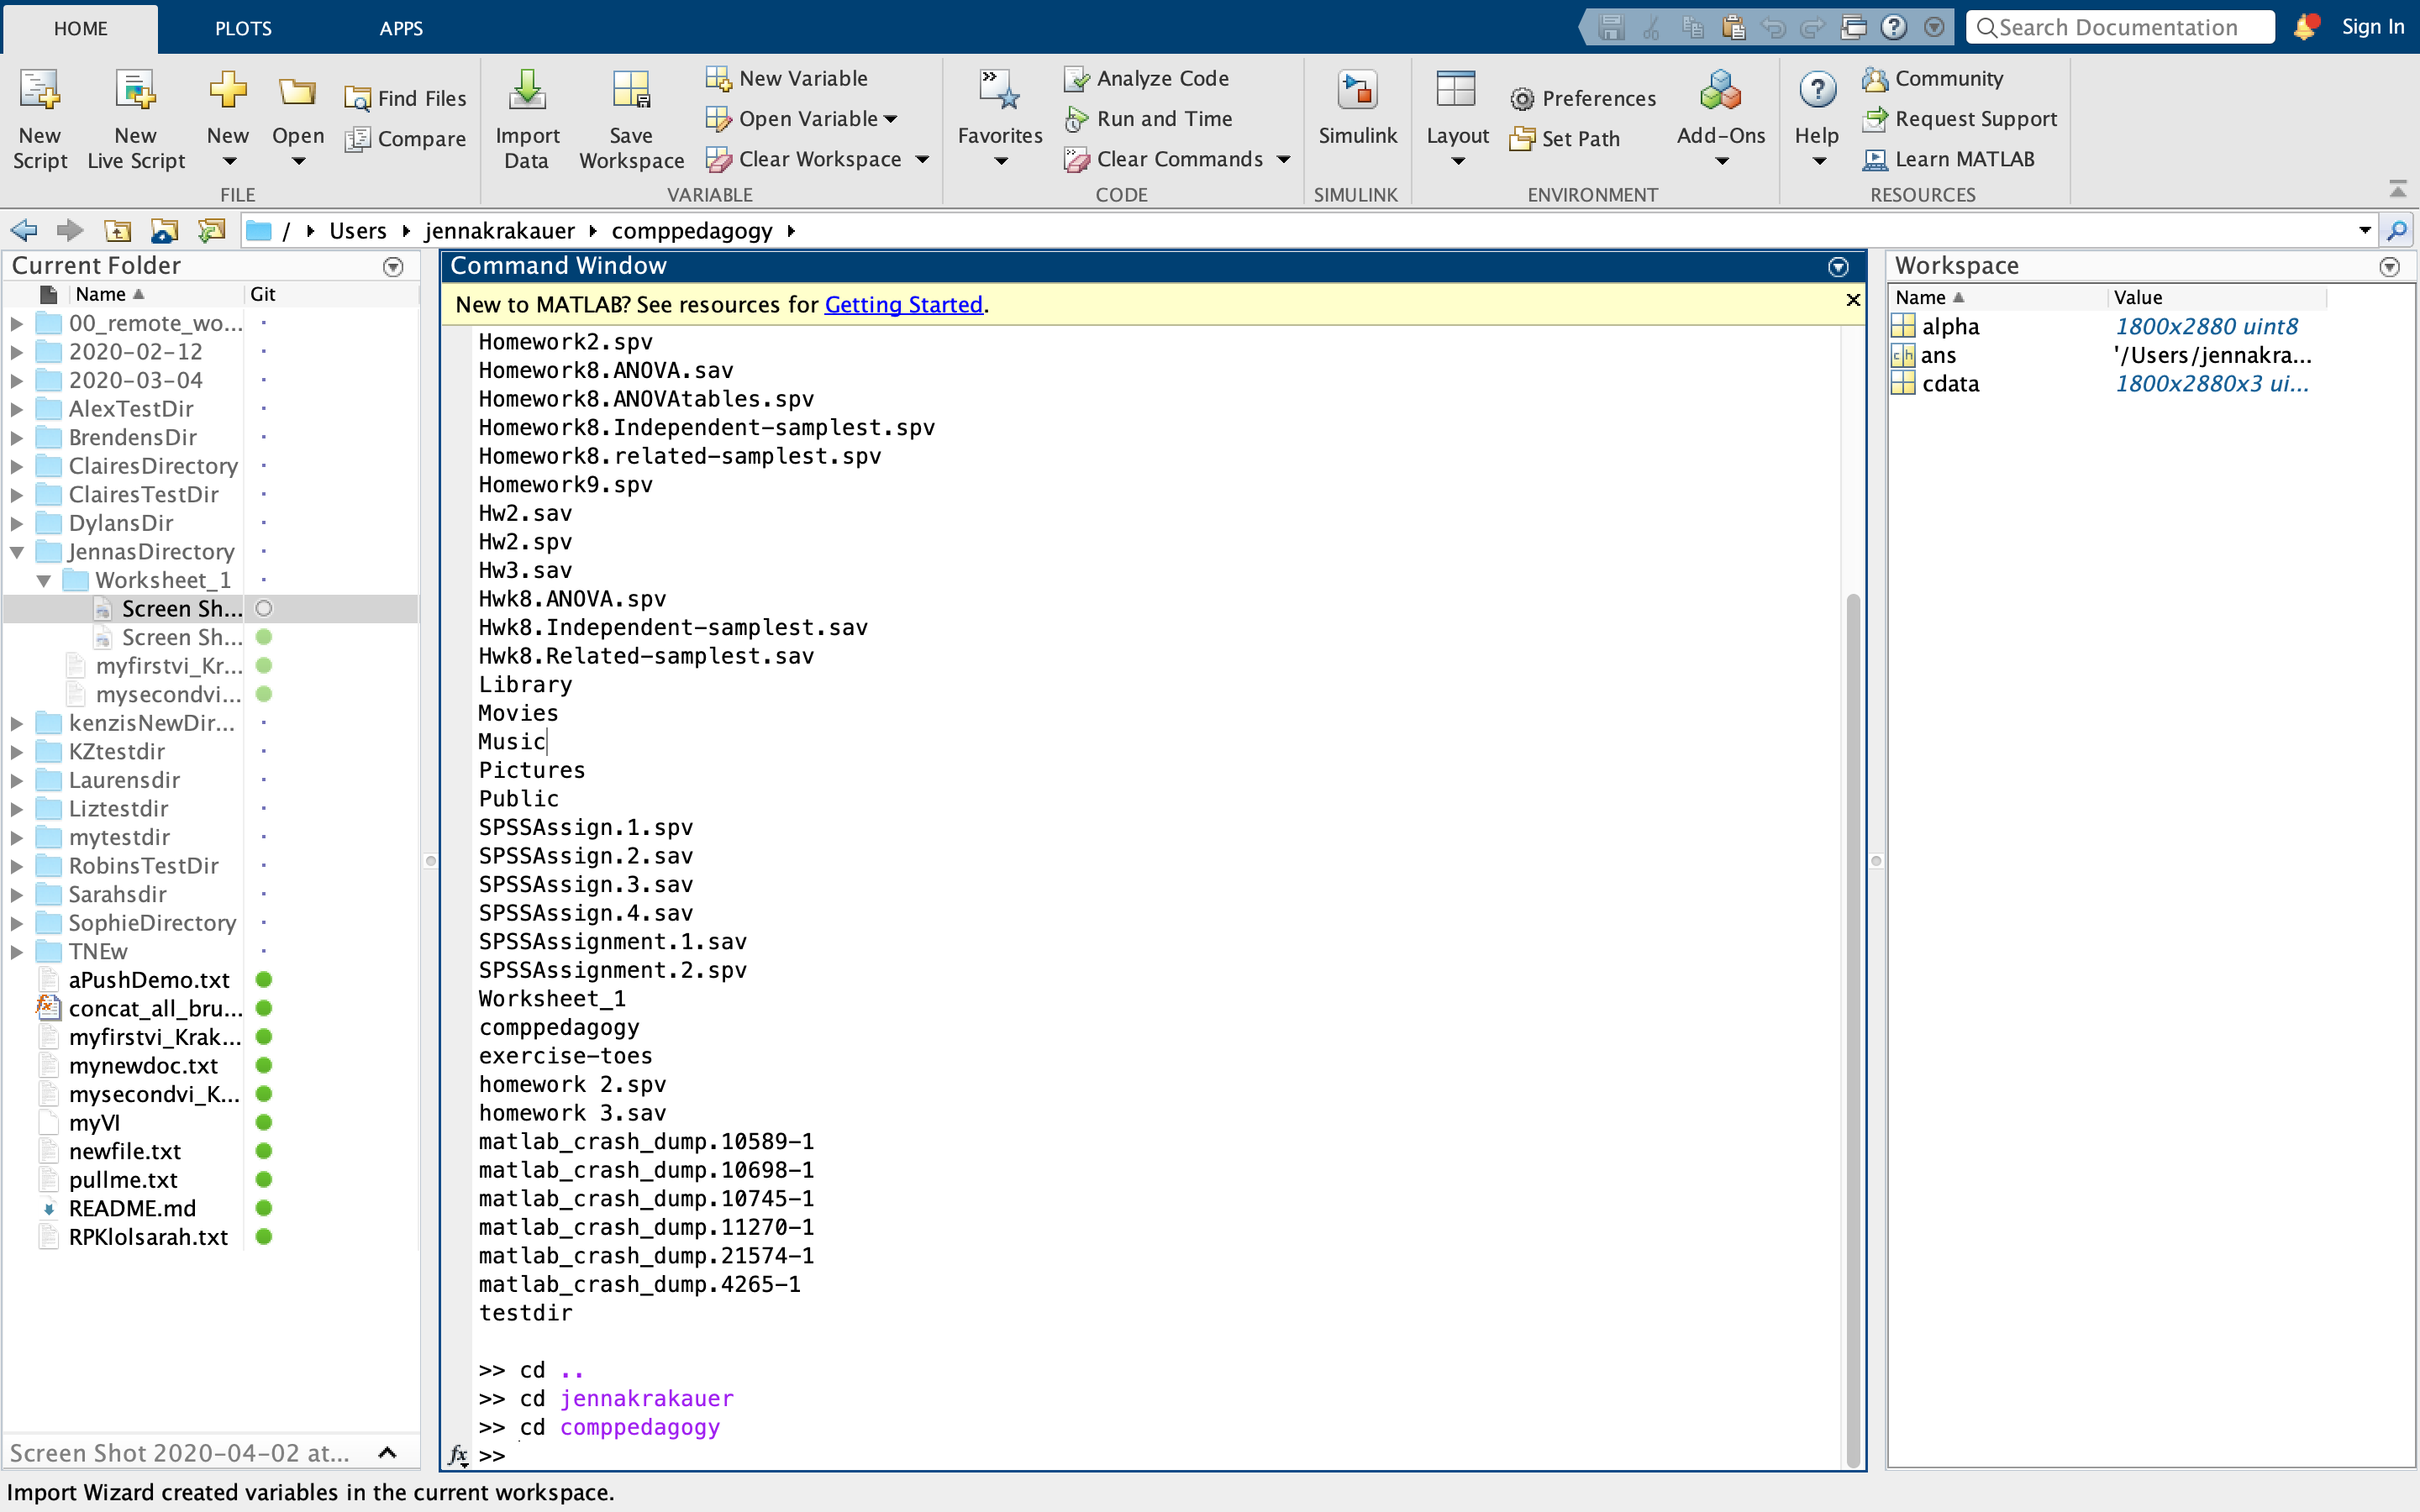 HOME PLOTS APPS Search Documentation Sign In
New Script New Live Script New Open Find Files Compare
FILE
Import Data Save Workspace New Variable Open Variable Clear Workspace
VARIABLE
Favorites Analyze Code Run and Time Clear Commands
CODE
Simulink
SIMULINK
Layout Preferences Set Path Add-Ons
ENVIRONMENT
Help Community Request Support Learn MATLAB
RESOURCES
/ Users jennakrakauer comppedagogy
Current Folder
Name Git
00_remote_wo...
2020-02-12
2020-03-04
AlexTestDir
BrendensDir
ClairesDirectory
ClairesTestDir
DylansDir
JennasDirectory
Worksheet_1
Screen Sh...
Screen Sh...
myfirstvi_Kr...
mysecondvi...
kenzisNewDir...
KZtestdir
Laurensdir
Liztestdir
mytestdir
RobinsTestDir
Sarahsdir
SophieDirectory
TNEw
aPushDemo.txt
concat_all_bru...
myfirstvi_Krak...
mynewdoc.txt
mysecondvi_K...
myVI
newfile.txt
pullme.txt
README.md
RPKlolsarah.txt
Screen Shot 2020-04-02 at...
Command Window
New to MATLAB? See resources for Getting Started.
Homework2.spv
Homework8.ANOVA.sav
Homework8.ANOVAtables.spv
Homework8.Independent-samplest.spv
Homework8.related-samplest.spv
Homework9.spv
Hw2.sav
Hw2.spv
Hw3.sav
Hwk8.ANOVA.spv
Hwk8.Independent-samplest.sav
Hwk8.Related-samplest.sav
Library
Movies
Music
Pictures
Public
SPSSAssign.1.spv
SPSSAssign.2.sav
SPSSAssign.3.sav
SPSSAssign.4.sav
SPSSAssignment.1.sav
SPSSAssignment.2.spv
Worksheet_1
comppedagogy
exercise-toes
homework 2.spv
homework 3.sav
matlab_crash_dump.10589-1
matlab_crash_dump.10698-1
matlab_crash_dump.10745-1
matlab_crash_dump.11270-1
matlab_crash_dump.21574-1
matlab_crash_dump.4265-1
testdir
>> cd ..
>> cd jennakrakauer
>> cd comppedagogy
fx >>
Workspace
Name Value
alpha 1800x2880 uint8
ans '/Users/jennakra...
cdata 1800x2880x3 ui...
Import Wizard created variables in the current workspace.